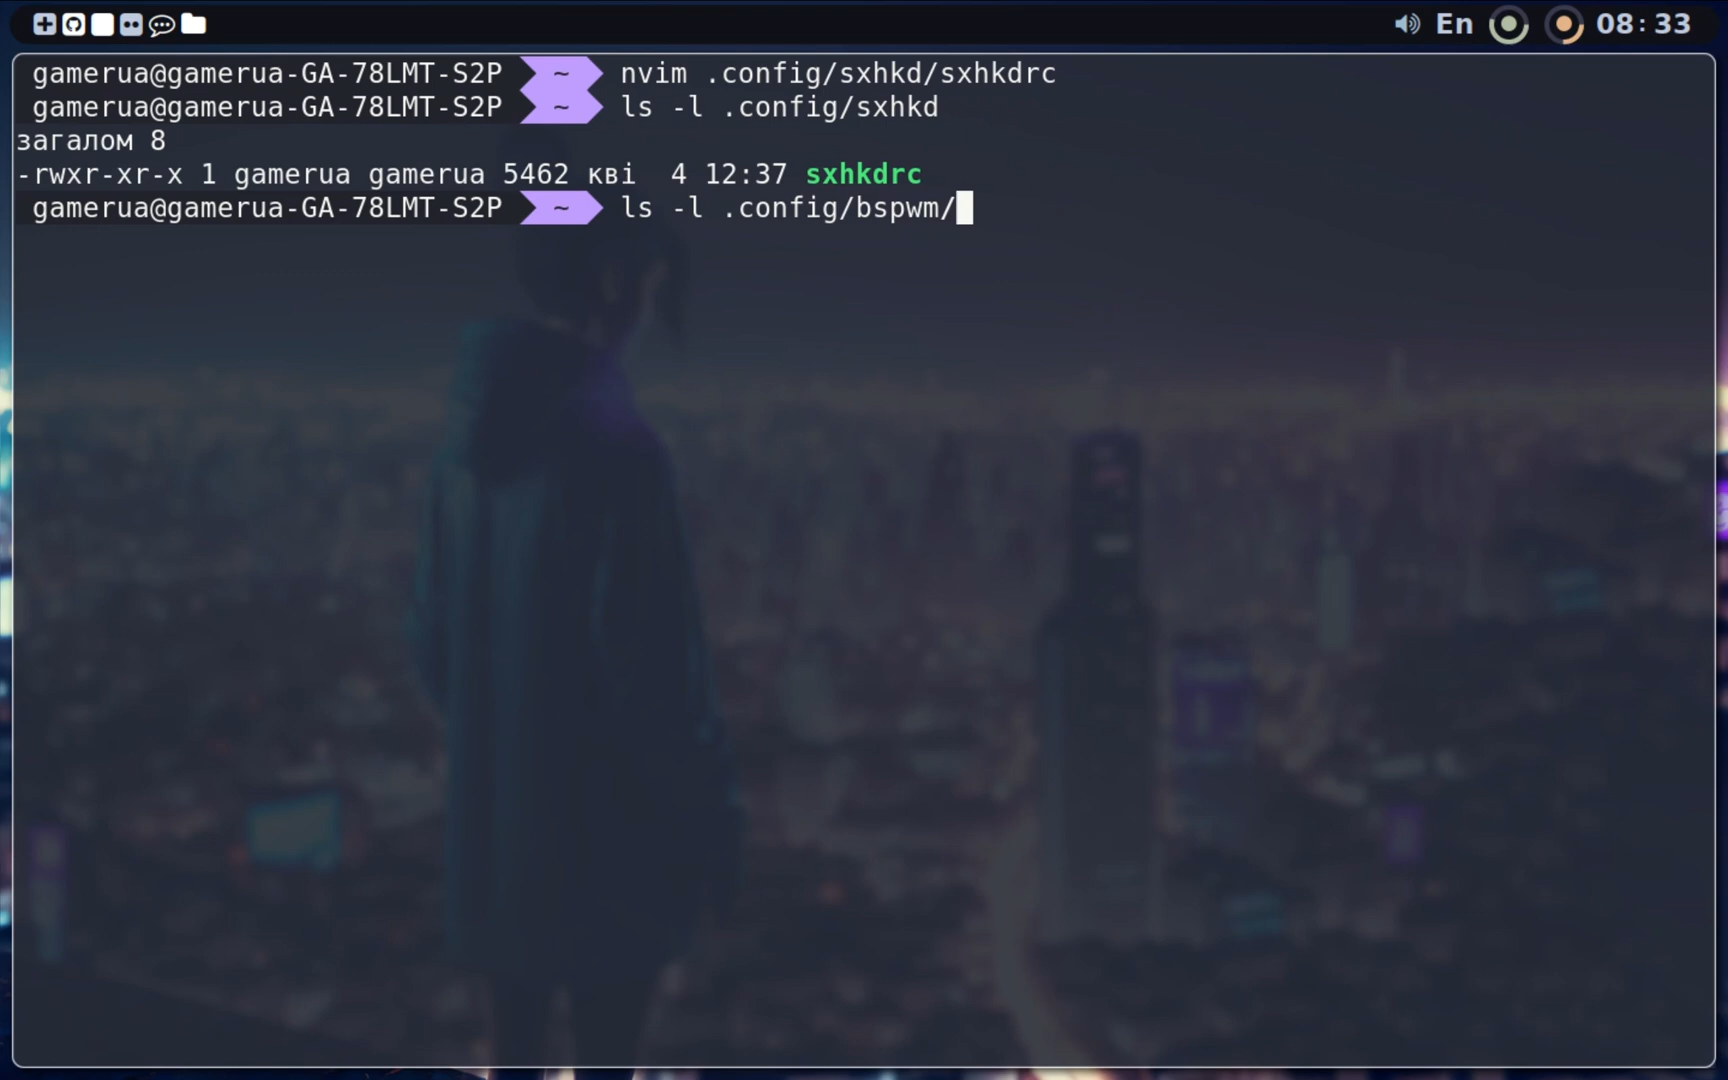 En 08:33
gamerua@gamerua-GA-78LMT-S2P ~ nvim .config/sxhkd/sxhkdrc
gamerua@gamerua-GA-78LMT-S2P ~ ls -l .config/sxhkd
загалом 8
-rwxr-xr-x 1 gamerua gamerua 5462 кві  4 12:37 sxhkdrc
gamerua@gamerua-GA-78LMT-S2P ~ ls -l .config/bspwm/